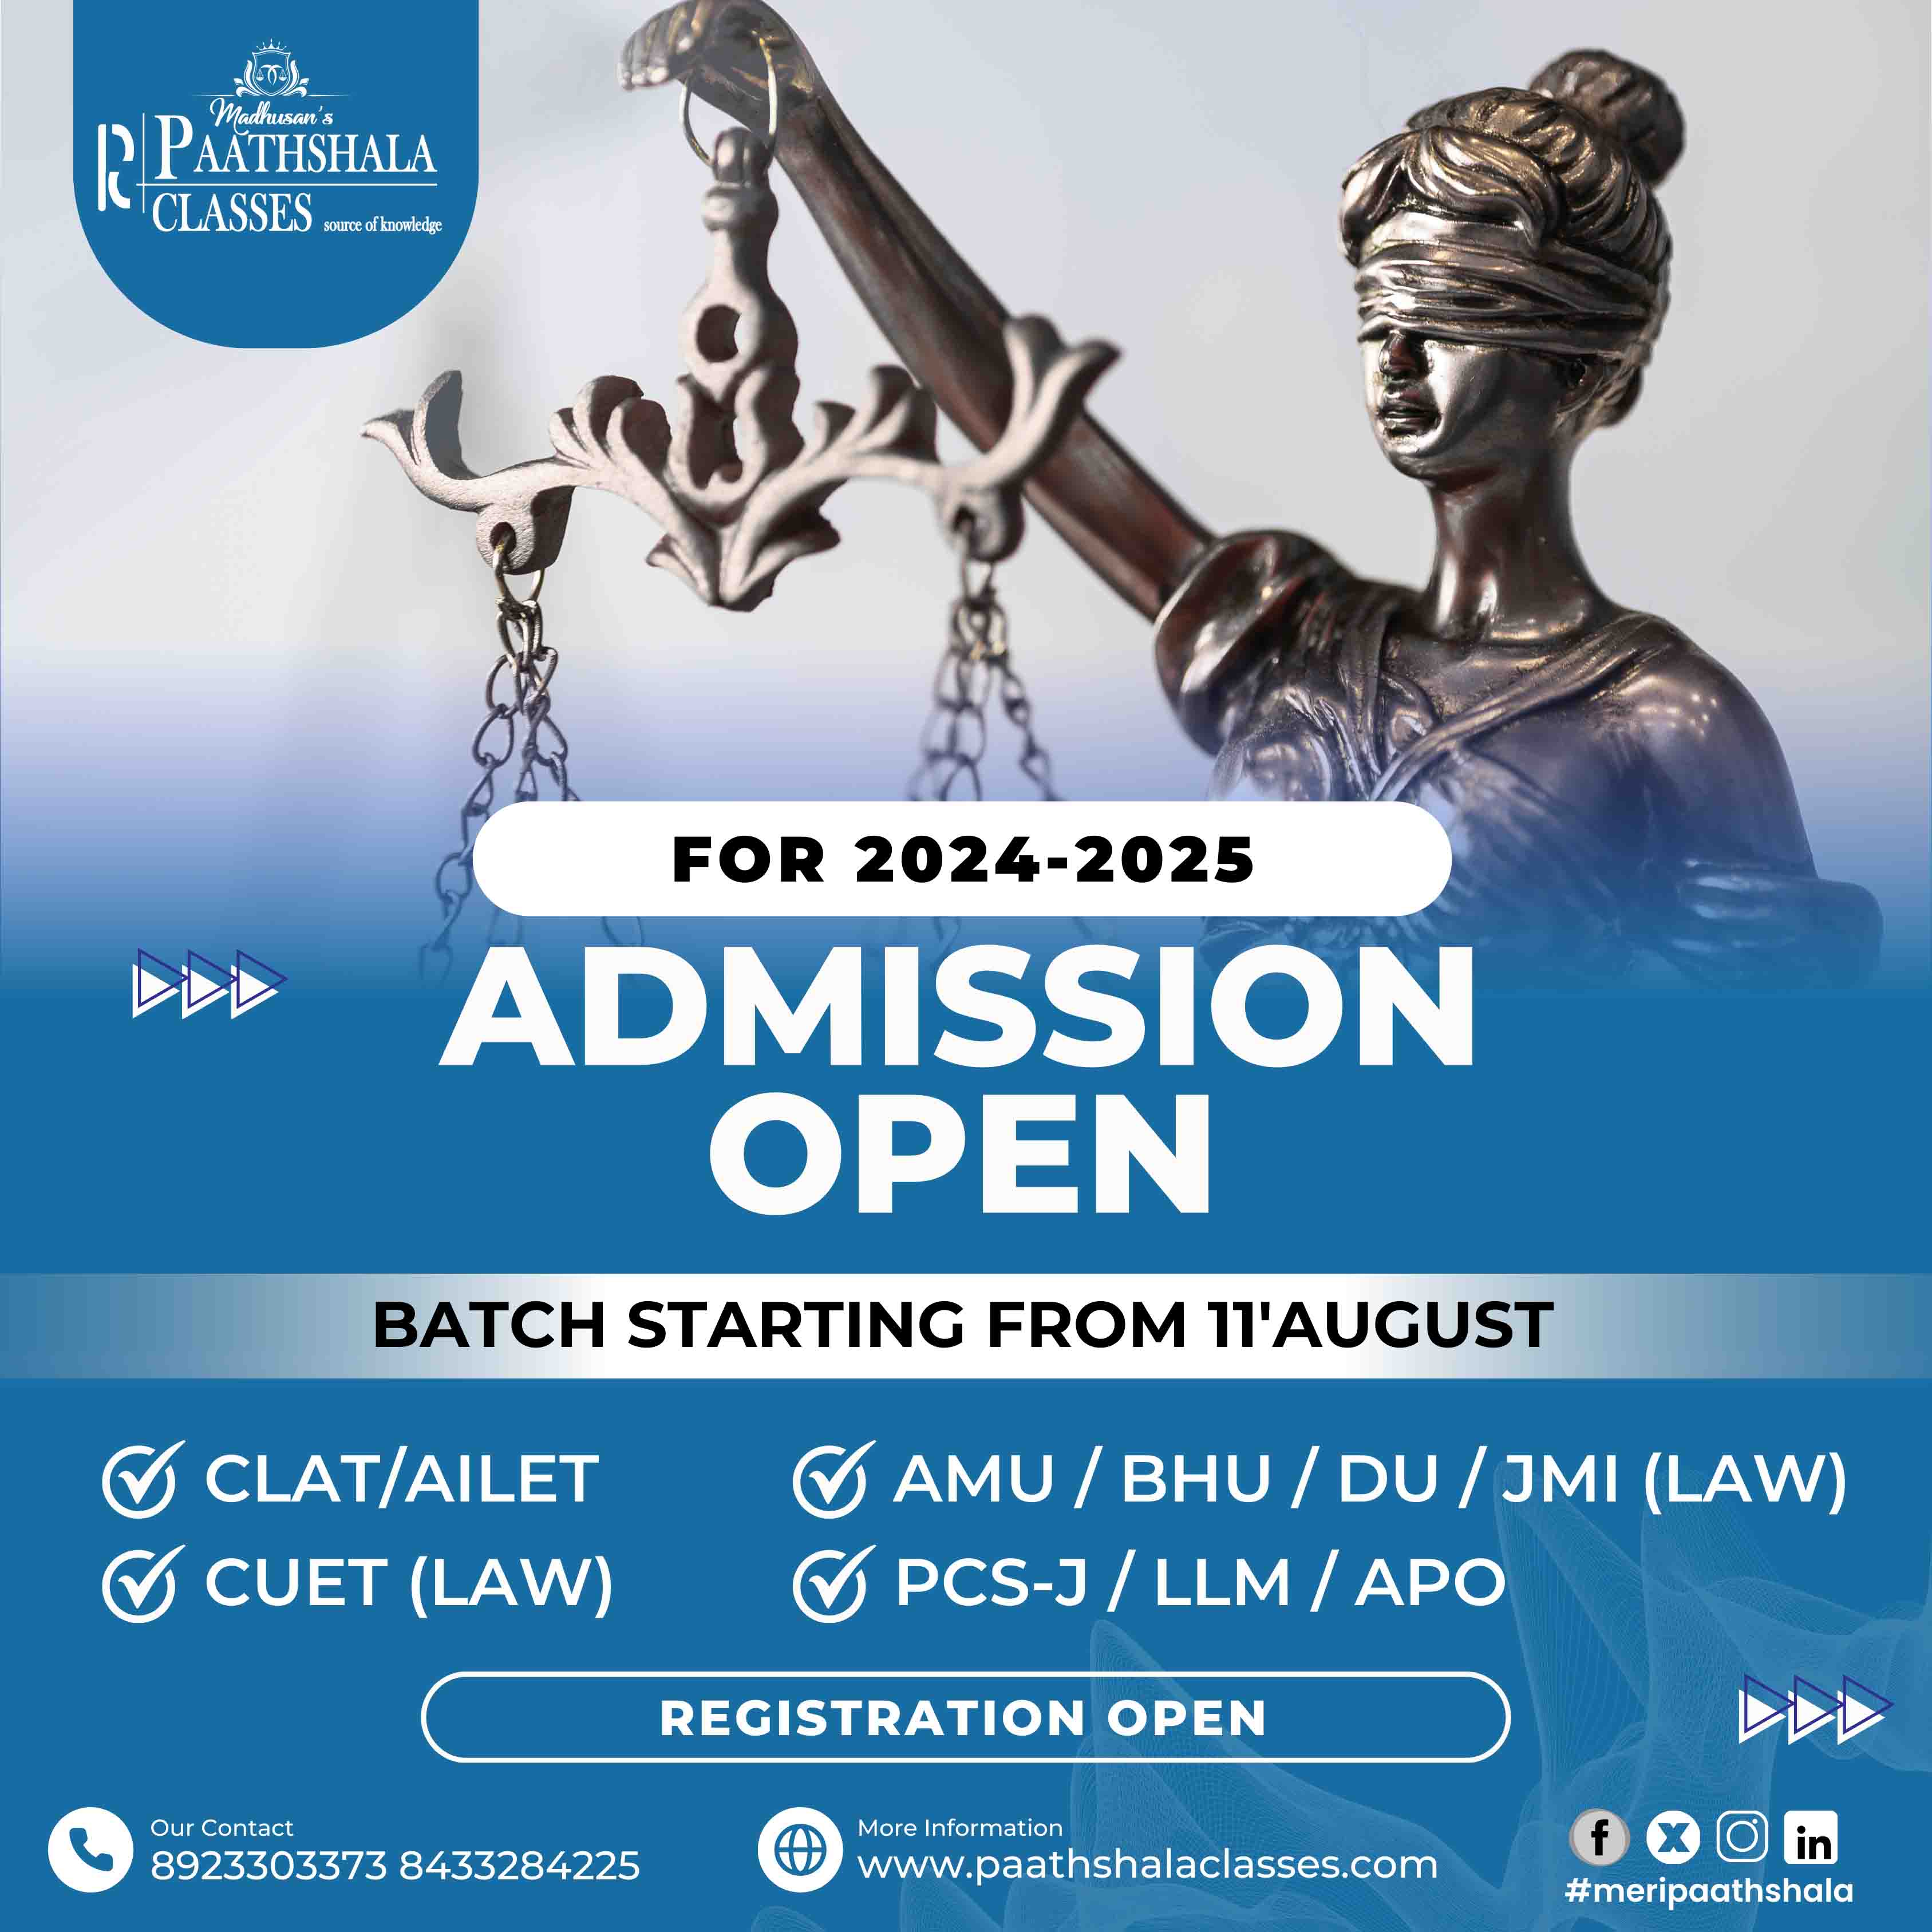 Madhusan's
PAATHSHALA
CLASSES source of knowledge
FOR 2024-2025
ADMISSION
OPEN
BATCH STARTING FROM 11'AUGUST
CLAT/AILET
AMU / BHU / DU / JMI (LAW)
CUET (LAW)
PCS-J / LLM / APO
REGISTRATION OPEN
Our Contact
8923303373 8433284225
More Information
www.paathshalaclasses.com
#meripaathshala